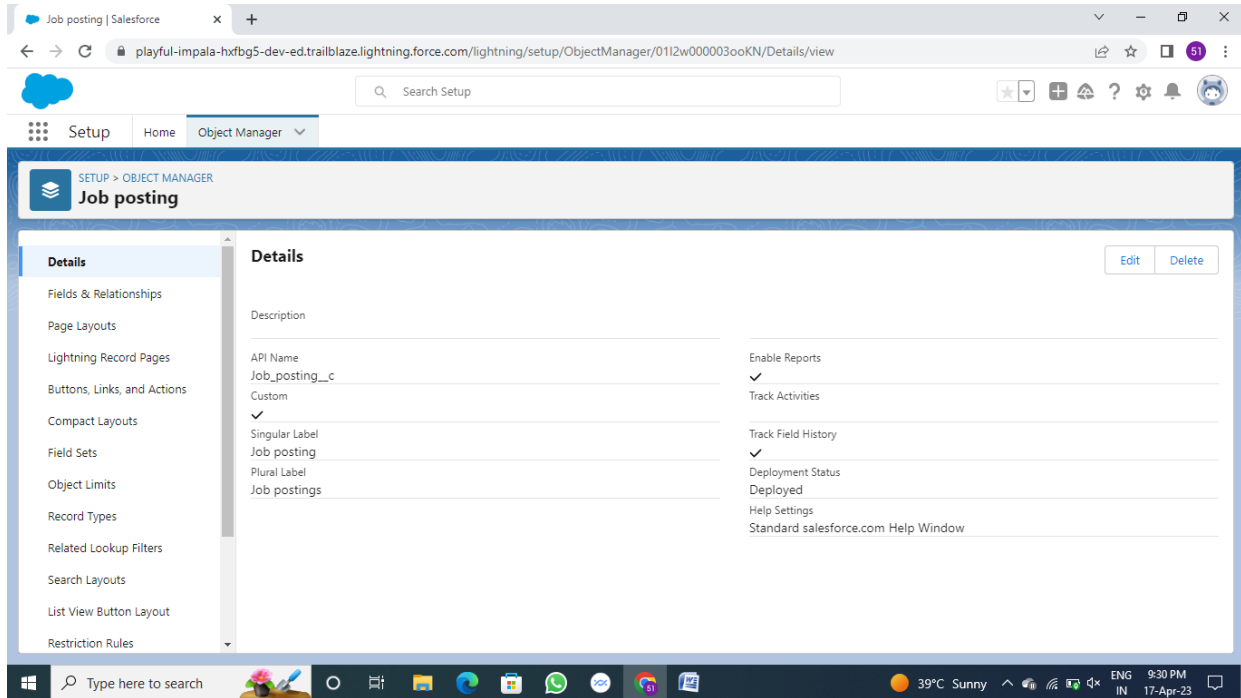 Job posting | Salesforce
playful-impala-hxfbg5-dev-ed.trailblaze.lightning.force.com/lightning/setup/ObjectManager/01I2w000003ooKN/Details/view
51
Search Setup
Setup
Home
Object Manager
SETUP > OBJECT MANAGER
Job posting
Details
Fields & Relationships
Page Layouts
Lightning Record Pages
Buttons, Links, and Actions
Compact Layouts
Field Sets
Object Limits
Record Types
Related Lookup Filters
Search Layouts
List View Button Layout
Restriction Rules
Details
Edit
Delete
Description
API Name
Job_posting__c
Custom
Singular Label
Job posting
Plural Label
Job postings
Enable Reports
Track Activities
Track Field History
Deployment Status
Deployed
Help Settings
Standard salesforce.com Help Window
Type here to search
51
39°C Sunny
ENG
IN
9:30 PM
17-Apr-23